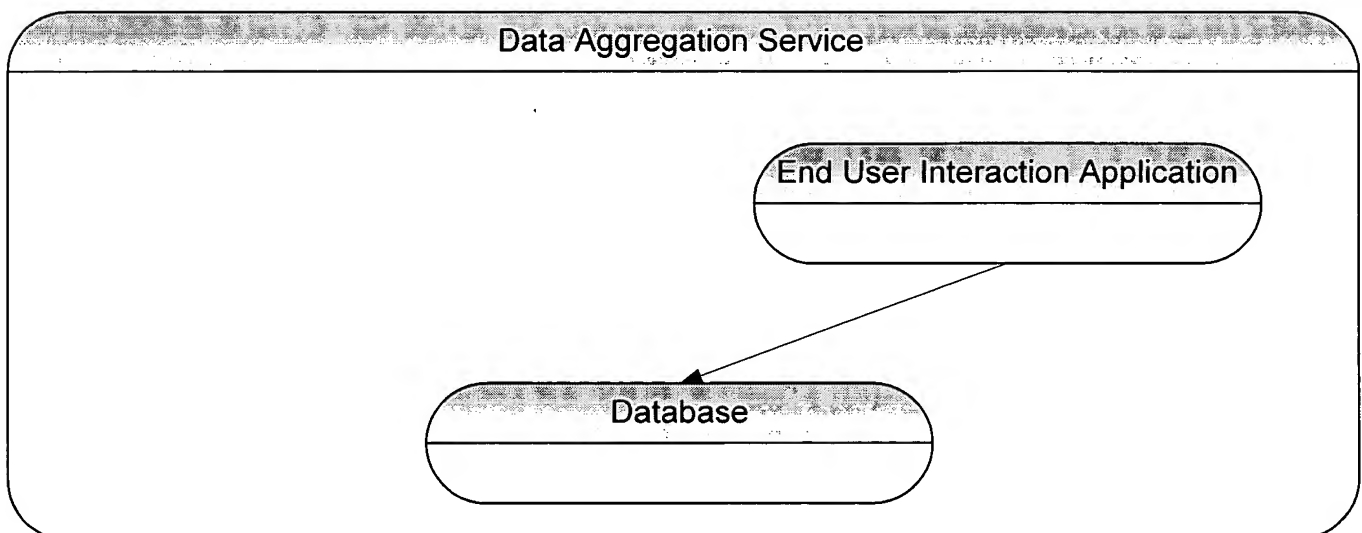 Data Aggregation Service
End User Interaction Application
Database